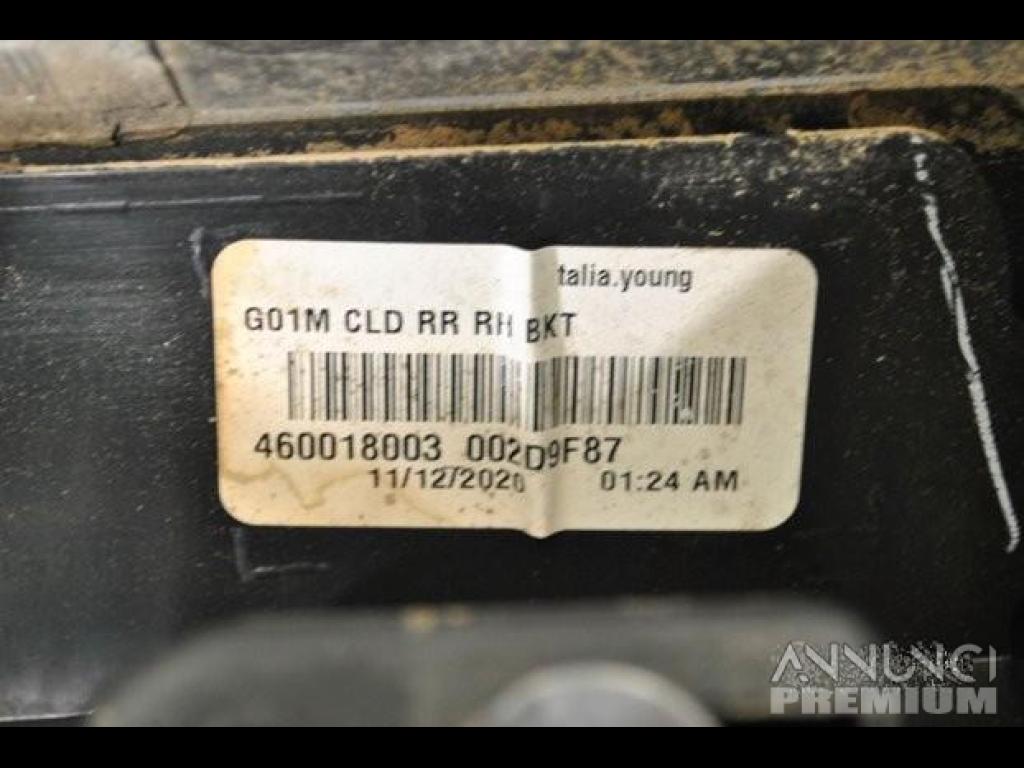 talia.young
G01M CLD RR RH BKT
460018003 002D9F87
11/12/2020 01:24 AM
ANNUNCI
PREMIUM